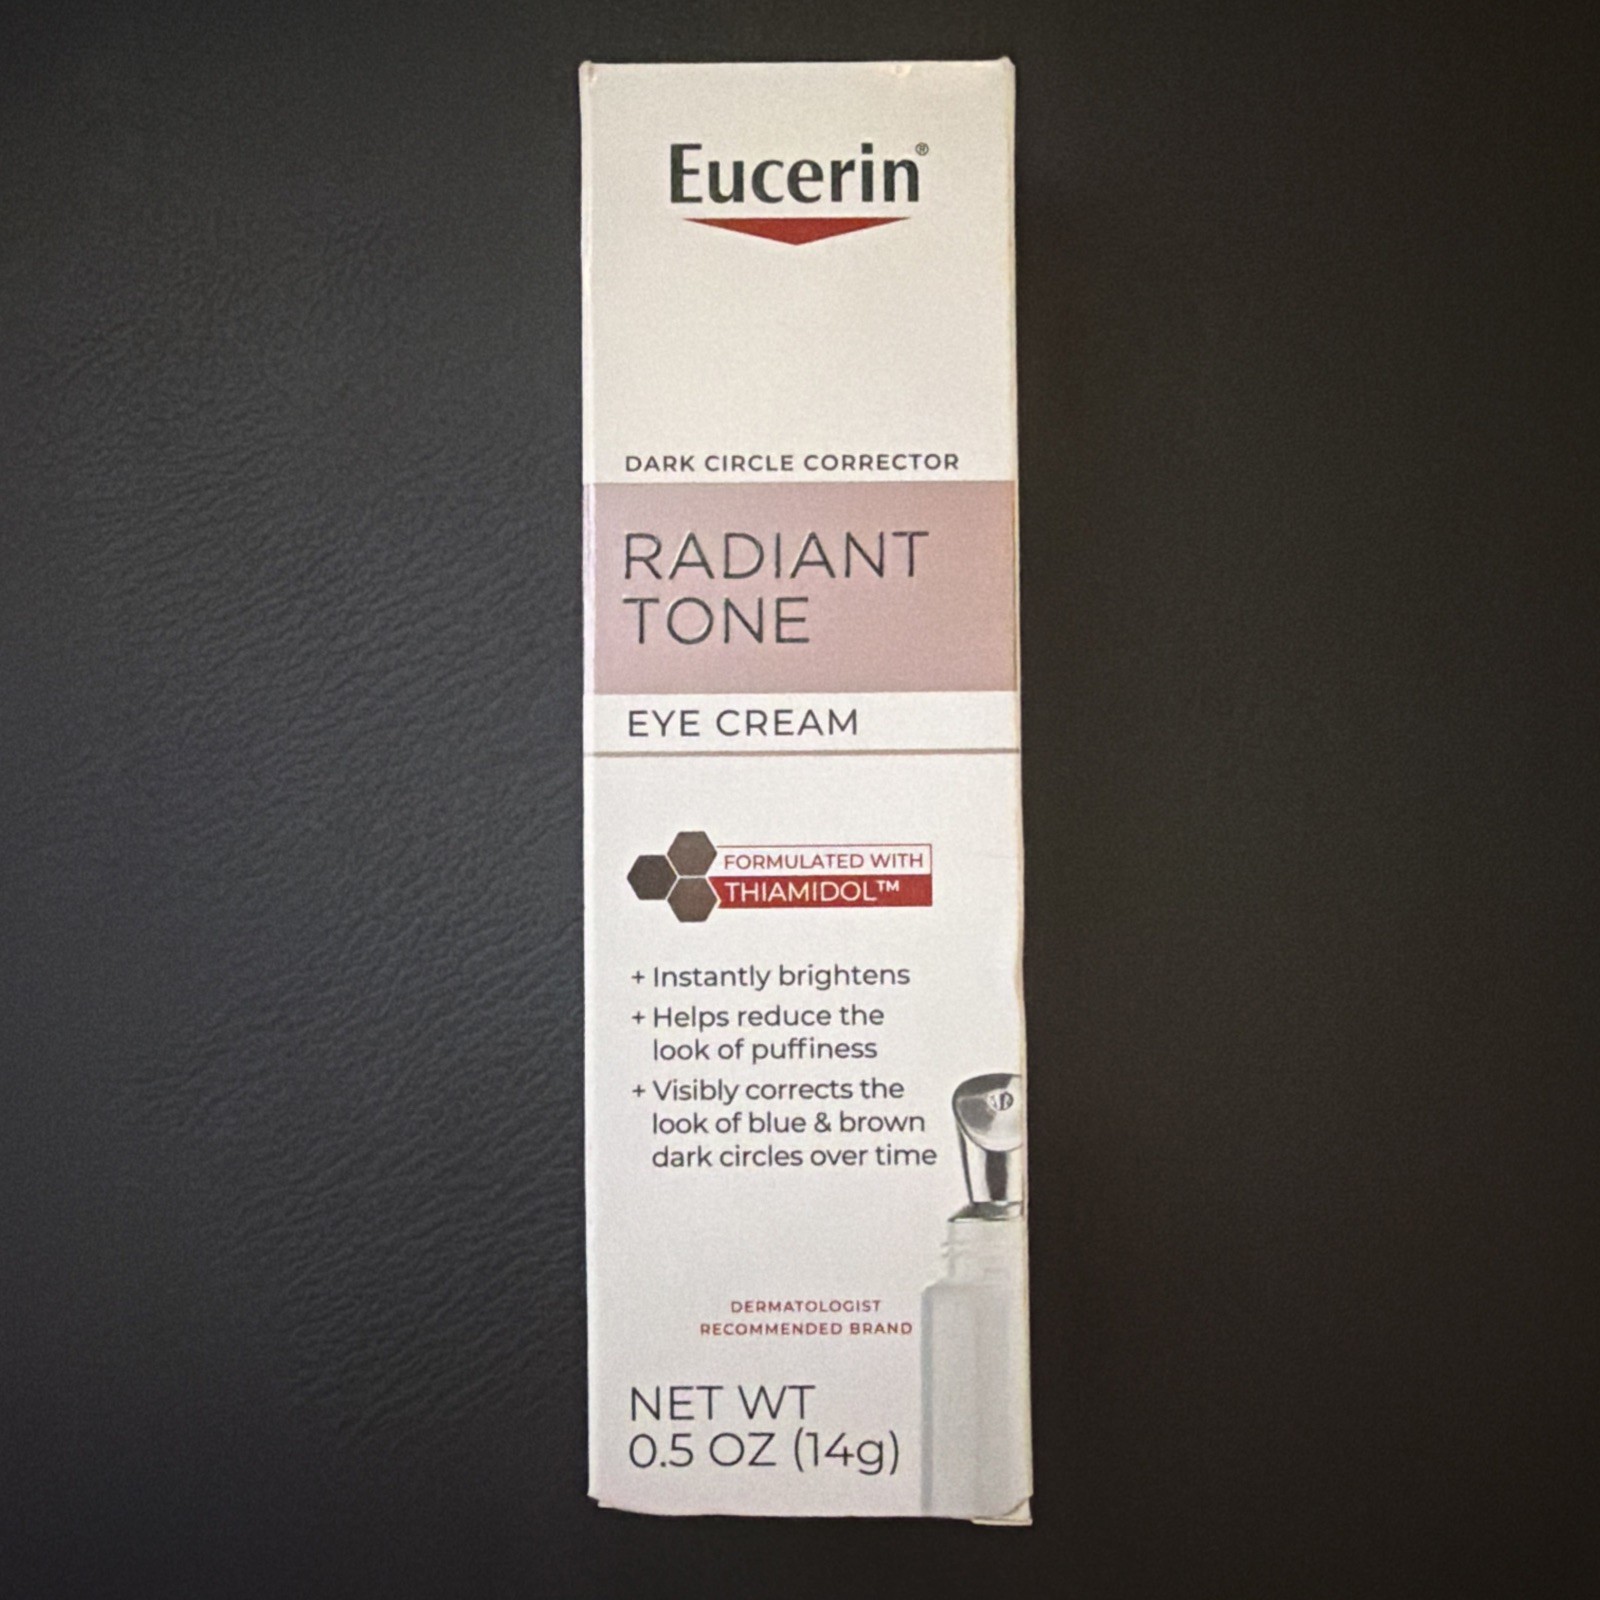 Eucerin®
DARK CIRCLE CORRECTOR
RADIANT
TONE
EYE CREAM
FORMULATED WITH
THIAMIDOL™
+ Instantly brightens
+ Helps reduce the
look of puffiness
+ Visibly corrects the
look of blue & brown
dark circles over time
DERMATOLOGIST
RECOMMENDED BRAND
NET WT
0.5 OZ (14g)